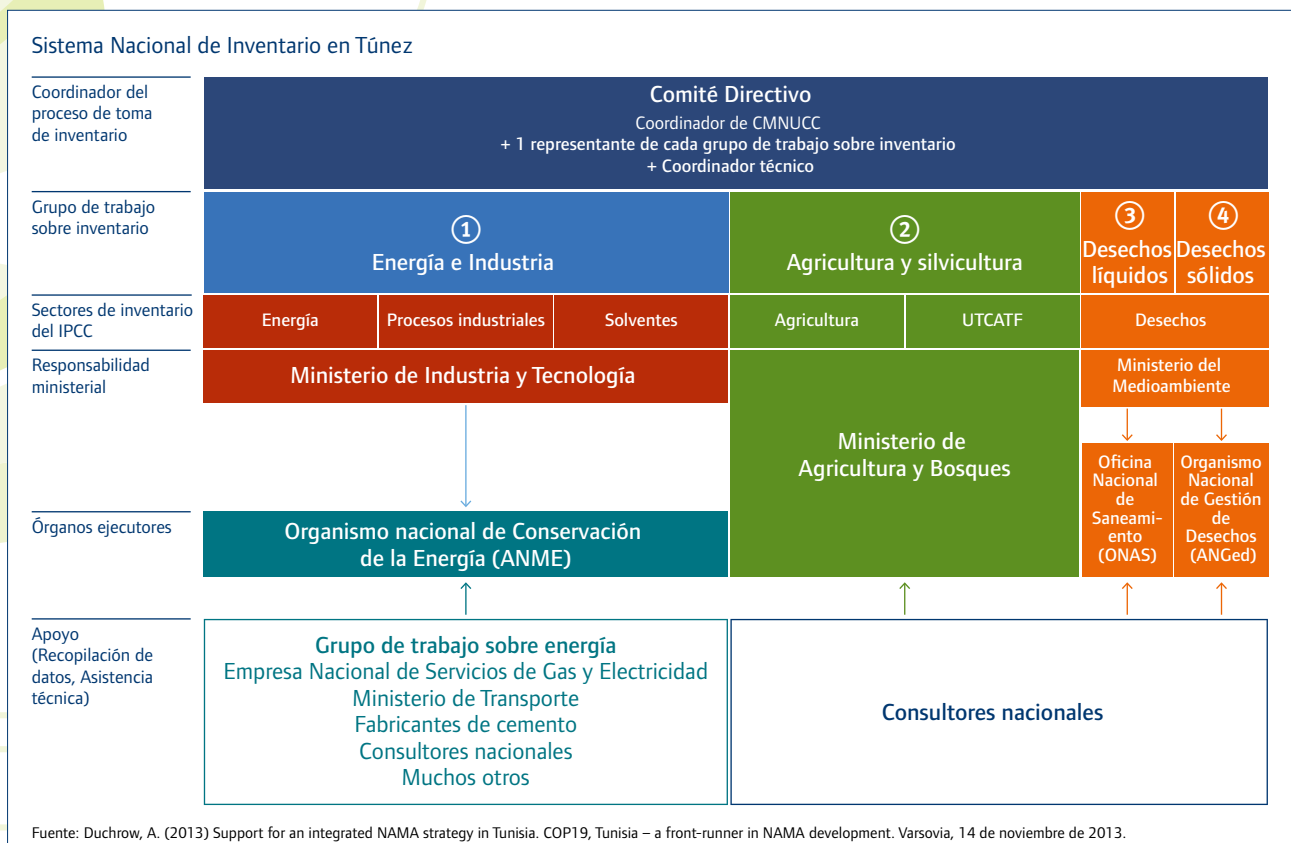 Sistema Nacional de Inventario en Túnez
Coordinador del
proceso de toma
de inventario
Comité Directivo
Coordinador de CMNUCC
+ 1 representante de cada grupo de trabajo sobre inventario
+ Coordinador técnico
Grupo de trabajo
sobre inventario
1
Energía e Industria
2
Agricultura y silvicultura
3
Desechos
líquidos
4
Desechos
sólidos
Sectores de inventario
del IPCC
Energía
Procesos industriales
Solventes
Agricultura
UTCATF
Desechos
Responsabilidad
ministerial
Ministerio de Industria y Tecnología
Ministerio de
Agricultura y Bosques
Ministerio del
Medioambiente
Órganos ejecutores
Organismo nacional de Conservación
de la Energía (ANME)
Oficina
Nacional
de
Saneami-
ento
(ONAS)
Organismo
Nacional
de Gestión
de
Desechos
(ANGed)
Apoyo
(Recopilación de
datos, Asistencia
técnica)
Grupo de trabajo sobre energía
Empresa Nacional de Servicios de Gas y Electricidad
Ministerio de Transporte
Fabricantes de cemento
Consultores nacionales
Muchos otros
Consultores nacionales
Fuente: Duchrow, A. (2013) Support for an integrated NAMA strategy in Tunisia. COP19, Tunisia – a front-runner in NAMA development. Varsovia, 14 de noviembre de 2013.